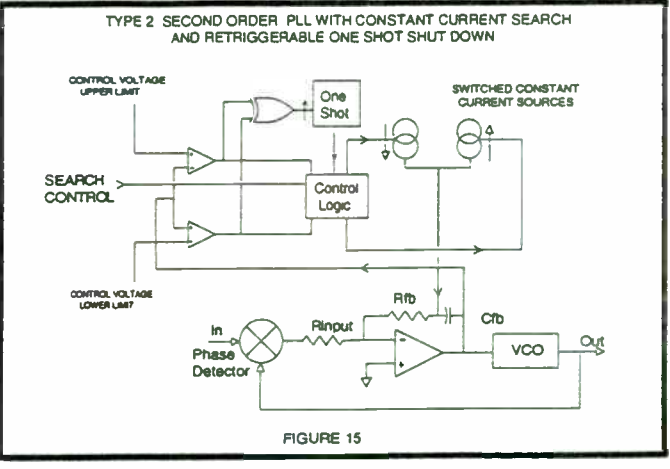 TYPE 2 SECOND ORDER PLL WITH CONSTANT CURRENT SEARCH
AND RETRIGGERABLE ONE SHOT SHUT DOWN
CONTROL VOLTAGE
UPPER LIMIT
One
Shot
SWITCHED CONSTANT
CURRENT SOURCES
SEARCH
CONTROL
Control
Logic
CONTROL VOLTAGE
LOWER LIMIT
In
Phase
Detector
Rinput
Rfb
Cfb
VCO
Out
FIGURE 15